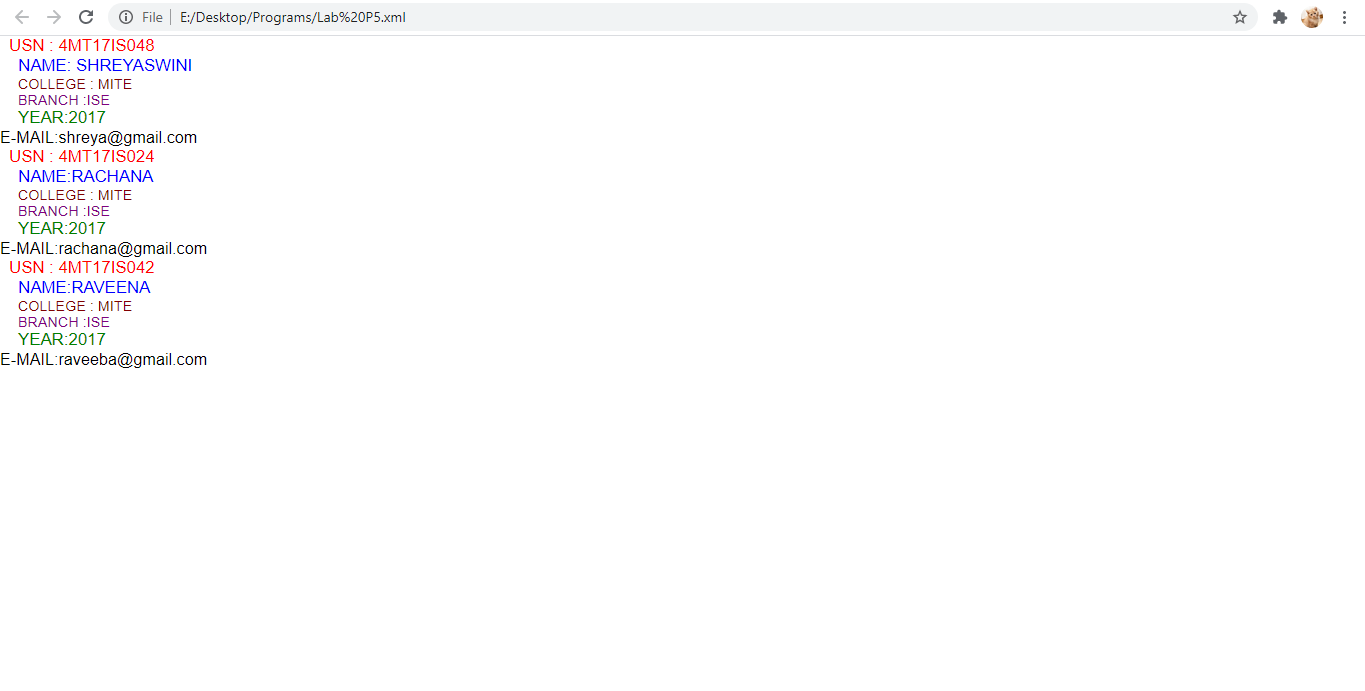 File
E:/Desktop/Programs/Lab%20P5.xml
USN : 4MT17IS048
NAME: SHREYASWINI
COLLEGE : MITE
BRANCH :ISE
YEAR:2017
E-MAIL:shreya@gmail.com
USN : 4MT17IS024
NAME:RACHANA
COLLEGE : MITE
BRANCH :ISE
YEAR:2017
E-MAIL:rachana@gmail.com
USN : 4MT17IS042
NAME:RAVEENA
COLLEGE : MITE
BRANCH :ISE
YEAR:2017
E-MAIL:raveeba@gmail.com